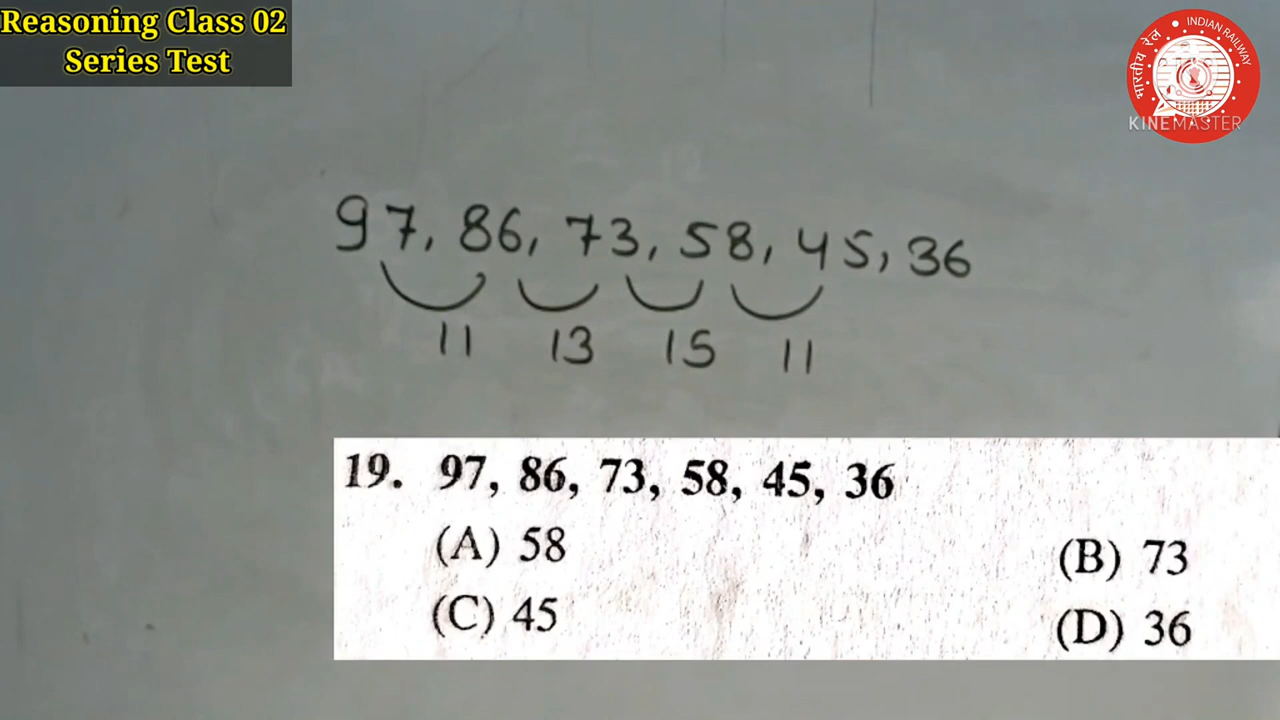 Reasoning Class 02
Series Test
भारतीय रेल • INDIAN RAILWAY
KINEMASTER
97, 86, 73, 58, 45, 36
11 13 15 11
19. 97, 86, 73, 58, 45, 36
(A) 58 (B) 73
(C) 45 (D) 36